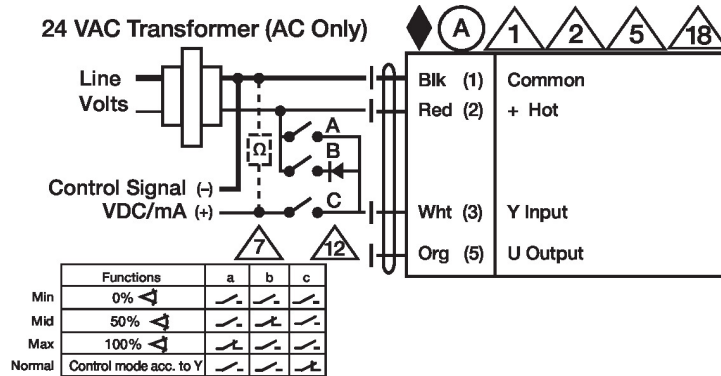 24 VAC Transformer (AC Only)
A 1 2 5 18
Line
Volts
Blk (1) Common
Red (2) + Hot
A
B
C
Ω
Control Signal (-)
VDC/mA (+)
Wht (3) Y Input
Org (5) U Output
7
12
Functions a b c
Min 0%
Mid 50%
Max 100%
Normal Control mode acc. to Y